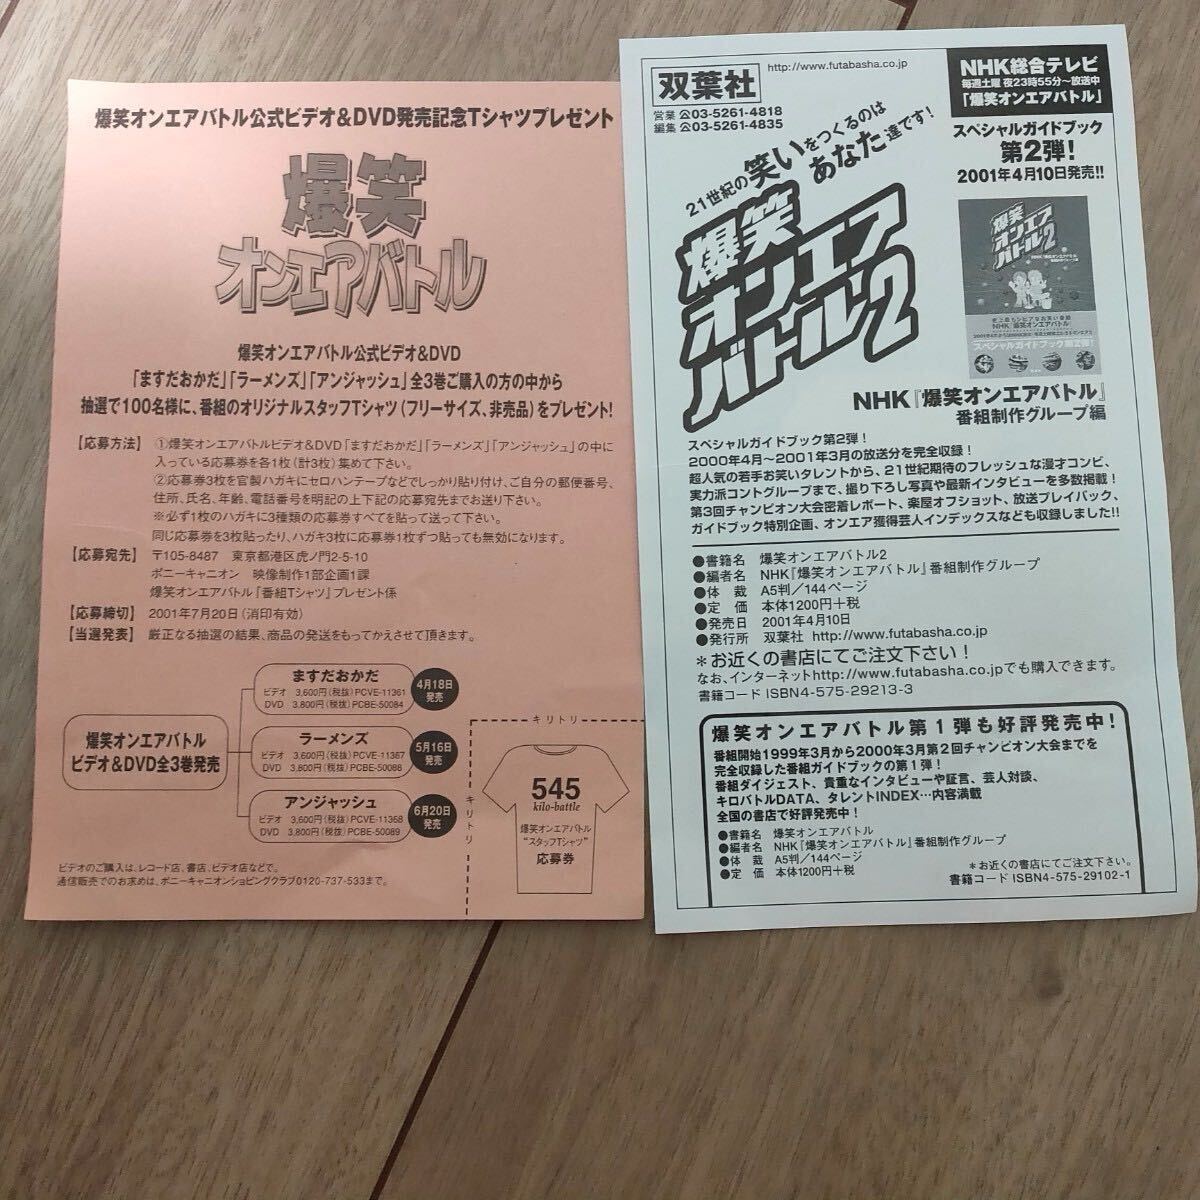 爆笑オンエアバトル公式ビデオ&DVD発売記念Tシャツプレゼント
爆笑
オンエアバトル
爆笑オンエアバトル公式ビデオ&DVD
「ますだおかだ」「ラーメンズ」「アンジャッシュ」全3巻ご購入の方の中から
抽選で100名様に、番組のオリジナルスタッフTシャツ(フリーサイズ、非売品)をプレゼント!
【応募方法】 ①爆笑オンエアバトルビデオ&DVD「ますだおかだ」「ラーメンズ」「アンジャッシュ」の中に
入っている応募券を各1枚(計3枚)集めて下さい。
②応募券3枚を官製ハガキにセロハンテープなどでしっかり貼り付け、ご自分の郵便番号、
住所、氏名、年齢、電話番号を明記の上下記の応募宛先までお送り下さい。
※必ず1枚のハガキに3種類の応募券すべてを貼って送って下さい。
同じ応募券を3枚貼ったり、ハガキ3枚に応募券1枚ずつ貼っても無効になります。
【応募宛先】 〒105-8487 東京都港区虎ノ門2-5-10
ポニーキャニオン 映像制作1部企画1課
爆笑オンエアバトル『番組Tシャツ』プレゼント係
【応募締切】 2001年7月20日(消印有効)
【当選発表】 厳正なる抽選の結果、商品の発送をもってかえさせて頂きます。
爆笑オンエアバトル
ビデオ&DVD全3巻発売
ますだおかだ
ビデオ 3,600円(税抜) PCVE-11361
DVD 3,800円(税抜) PCBE-50084
4月18日
発売
ラーメンズ
ビデオ 3,600円(税抜) PCVE-11367
DVD 3,800円(税抜) PCBE-50088
5月16日
発売
アンジャッシュ
ビデオ 3,600円(税抜) PCVE-11368
DVD 3,800円(税抜) PCBE-50089
6月20日
発売
キリトリ
キリトリ
545
kilo-battle
爆笑オンエアバトル
"スタッフTシャツ"
応募券
ビデオのご購入は、レコード店、書店、ビデオ店などで。
通信販売でのお求めは、ポニーキャニオンショッピングクラブ0120-737-533まで。
双葉社
http://www.futabasha.co.jp
営業 03-5261-4818
編集 03-5261-4835
NHK総合テレビ
毎週土曜 夜23時55分~放送中
「爆笑オンエアバトル」
スペシャルガイドブック
第2弾!
2001年4月10日発売!!
21世紀の笑いをつくるのは
あなた達です!
爆笑
オンエア
バトル2
爆笑
オンエア
バトル2
NHK『爆笑オンエアバトル』
スペシャルガイドブック第2弾!
NHK『爆笑オンエアバトル』
番組制作グループ編
スペシャルガイドブック第2弾!
2000年4月~2001年3月の放送分を完全収録!
超人気の若手お笑いタレントから、21世紀期待のフレッシュな漫才コンビ、
実力派コントグループまで、撮り下ろし写真や最新インタビューを多数掲載!
第3回チャンピオン大会密着レポート、楽屋オフショット、放送プレイバック、
ガイドブック特別企画、オンエア獲得芸人インデックスなども収録しました!!
●書籍名 爆笑オンエアバトル2
●編者名 NHK『爆笑オンエアバトル』番組制作グループ
●体 裁 A5判/144ページ
●定 価 本体1200円+税
●発売日 2001年4月10日
●発行所 双葉社 http://www.futabasha.co.jp
*お近くの書店にてご注文下さい!
なお、インターネットhttp://www.futabasha.co.jpでも購入できます。
書籍コード ISBN4-575-29213-3
爆笑オンエアバトル第1弾も好評発売中!
番組開始1999年3月から2000年3月第2回チャンピオン大会までを
完全収録した番組ガイドブックの第1弾!
番組ダイジェスト、貴重なインタビューや証言、芸人対談、
キロバトルDATA、タレントINDEX…内容満載
全国の書店で好評発売中!
●書籍名 爆笑オンエアバトル
●編者名 NHK『爆笑オンエアバトル』番組制作グループ
●体 裁 A5判/144ページ
●定 価 本体1200円+税
*お近くの書店にてご注文下さい。
書籍コード ISBN4-575-29102-1